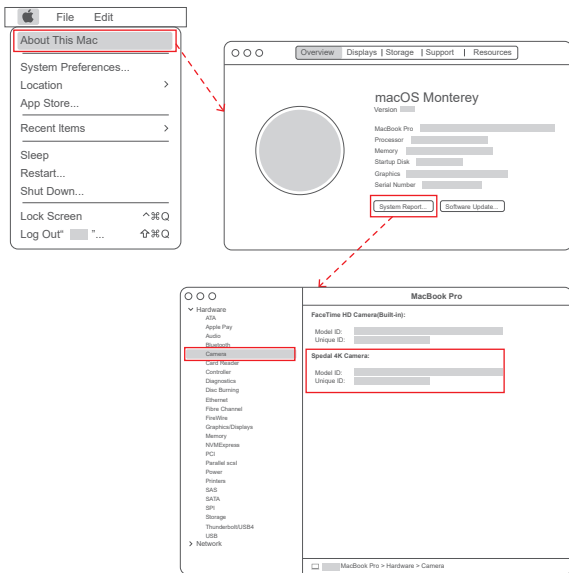 File Edit
About This Mac
System Preferences...
Location >
App Store...
Recent Items >
Sleep
Restart...
Shut Down...
Lock Screen ^⌘Q
Log Out“ ”... ⇧⌘Q
Overview Displays | Storage | Support | Resources
macOS Monterey
Version
MacBook Pro
Processor
Memory
Startup Disk
Graphics
Serial Number
System Report... Software Update...
MacBook Pro
Hardware
ATA
Apple Pay
Audio
Bluetooth
Camera
Card Reader
Controller
Diagnostics
Disc Burning
Ethernet
Fibre Channel
FireWire
Graphics/Displays
Memory
NVMExpress
PCI
Parallel scsl
Power
Printers
SAS
SATA
SPI
Storage
Thunderbolt/USB4
USB
> Network
FaceTime HD Camera(Built-in):
Model ID:
Unique ID:
Spedal 4K Camera:
Model ID:
Unique ID:
MacBook Pro > Hardware > Camera